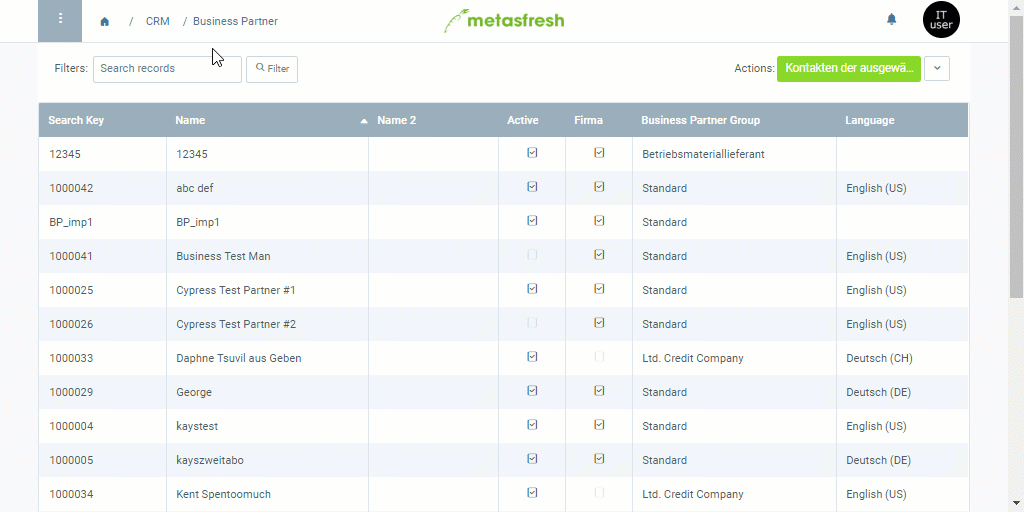 / CRM / Business Partner
metasfresh
IT
user
Filters: Search records Filter Actions: Kontakten der ausgewä...
Search Key Name Name 2 Active Firma Business Partner Group Language
12345 12345 Betriebsmateriallieferant
1000042 abc def Standard English (US)
BP_imp1 BP_imp1 Standard
1000041 Business Test Man Standard English (US)
1000025 Cypress Test Partner #1 Standard English (US)
1000026 Cypress Test Partner #2 Standard English (US)
1000033 Daphne Tsuvil aus Geben Ltd. Credit Company Deutsch (CH)
1000029 George Standard Deutsch (DE)
1000004 kaystest Standard English (US)
1000005 kayszweitabo Standard Deutsch (DE)
1000034 Kent Spentoomuch Ltd. Credit Company English (US)